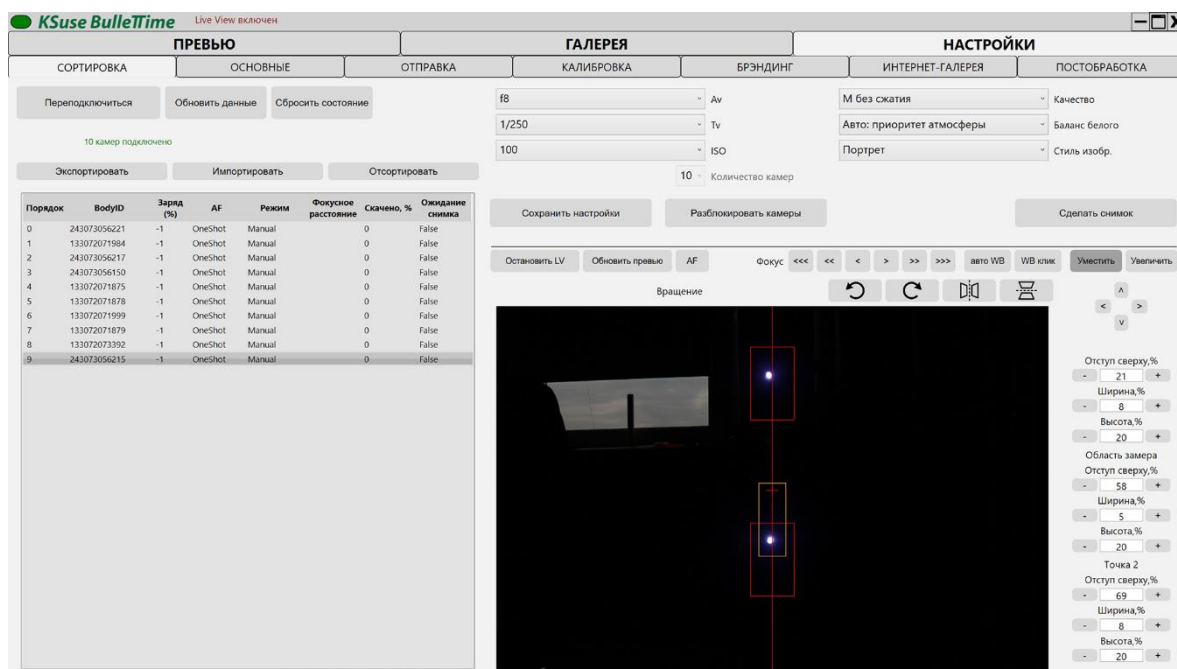 KSuse BulleTime Live View включен
ПРЕВЬЮ ГАЛЕРЕЯ НАСТРОЙКИ
СОРТИРОВКА ОСНОВНЫЕ ОТПРАВКА КАЛИБРОВКА БРЭНДИНГ ИНТЕРНЕТ-ГАЛЕРЕЯ ПОСТОБРАБОТКА
Переподключиться Обновить данные Сбросить состояние
10 камер подключено
Экспортировать Импортировать Отсортировать
f8 Av М без сжатия Качество
1/250 Tv Авто: приоритет атмосферы Баланс белого
100 ISO Портрет Стиль изобр.
10 Количество камер
Сохранить настройки Разблокировать камеры Сделать снимок
Порядок BodyID Заряд (%) AF Режим Фокусное расстояние Скачено, % Ожидание снимка
0 243073056221 -1 OneShot Manual 0 False
1 133072071984 -1 OneShot Manual 0 False
2 243073056217 -1 OneShot Manual 0 False
3 243073056150 -1 OneShot Manual 0 False
4 133072071875 -1 OneShot Manual 0 False
5 133072071878 -1 OneShot Manual 0 False
6 133072071999 -1 OneShot Manual 0 False
7 133072071879 -1 OneShot Manual 0 False
8 133072073392 -1 OneShot Manual 0 False
9 243073056215 -1 OneShot Manual 0 False
Остановить LV Обновить превью AF Фокус <<< << < > >> >>> авто WB WB клик Уместить Увеличить
Вращение
Отступ сверху,%
- 21 +
Ширина,%
- 8 +
Высота,%
- 20 +
Область замера
Отступ сверху,%
- 58 +
Ширина,%
- 5 +
Высота,%
- 20 +
Точка 2
Отступ сверху,%
- 69 +
Ширина,%
- 8 +
Высота,%
- 20 +